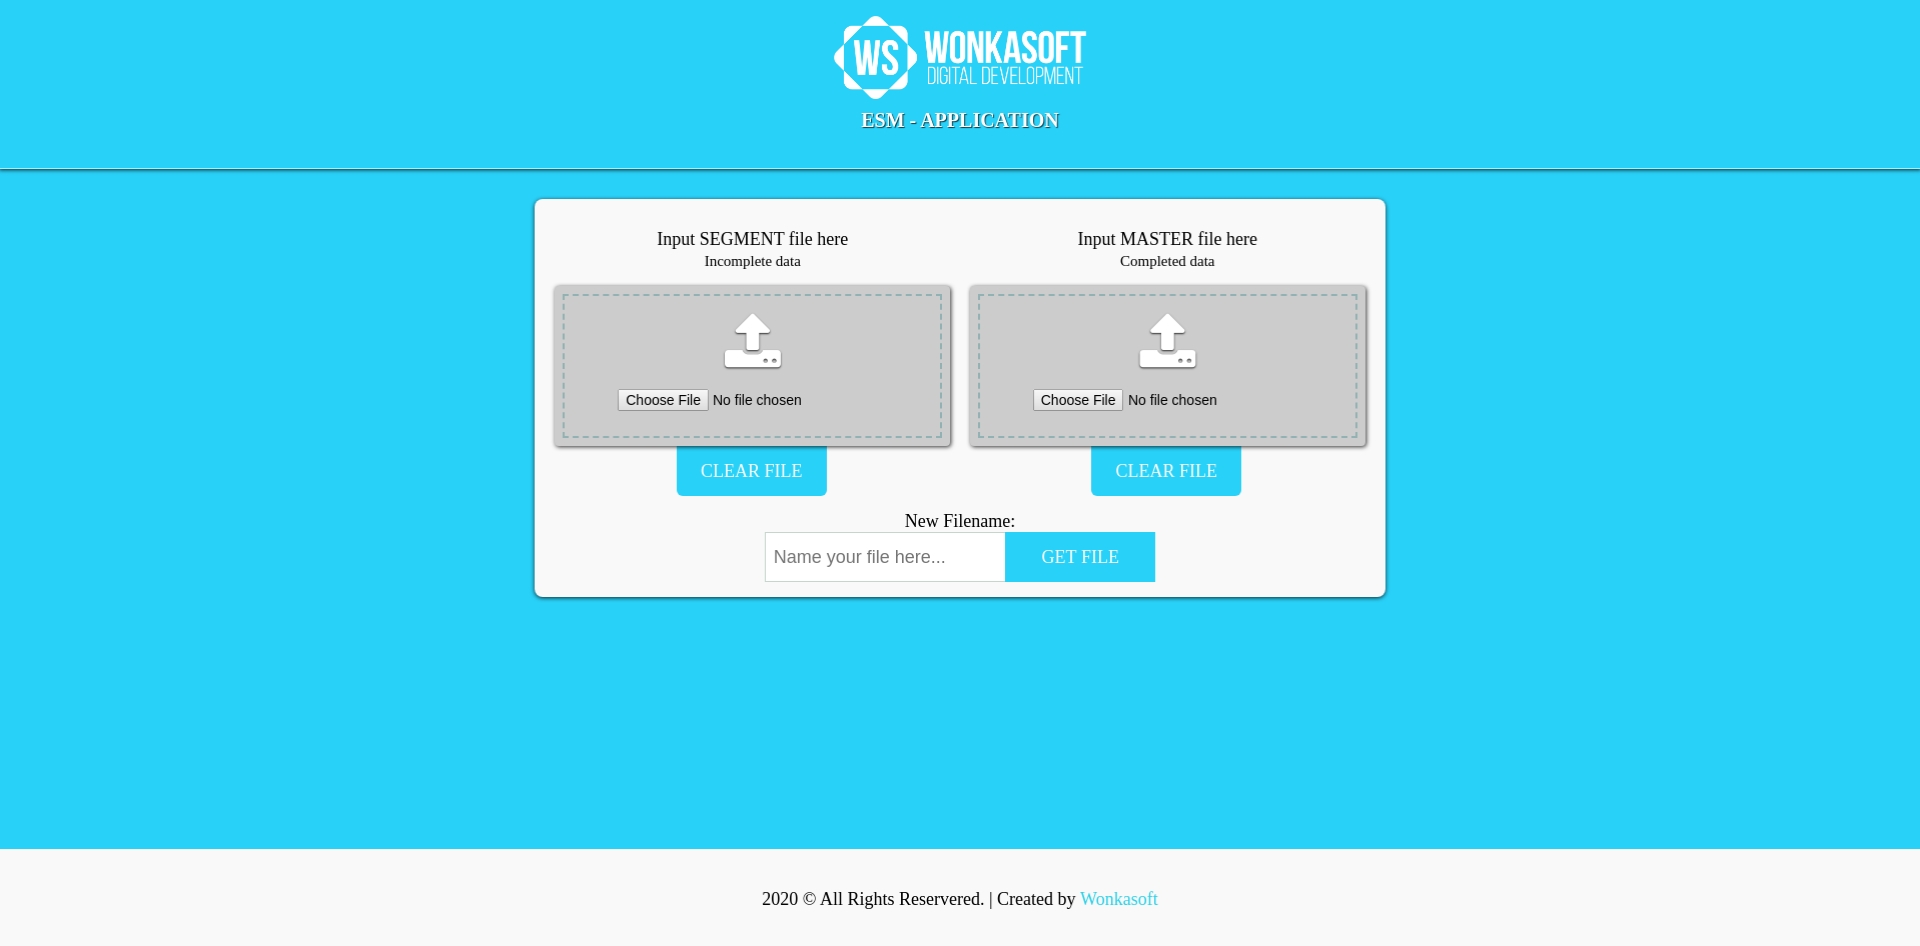 WS WONKASOFT
DIGITAL DEVELOPMENT
ESM - APPLICATION
Input SEGMENT file here
Incomplete data
Choose File No file chosen
CLEAR FILE
Input MASTER file here
Completed data
Choose File No file chosen
CLEAR FILE
New Filename:
Name your file here...
GET FILE
2020 © All Rights Reservered. | Created by Wonkasoft